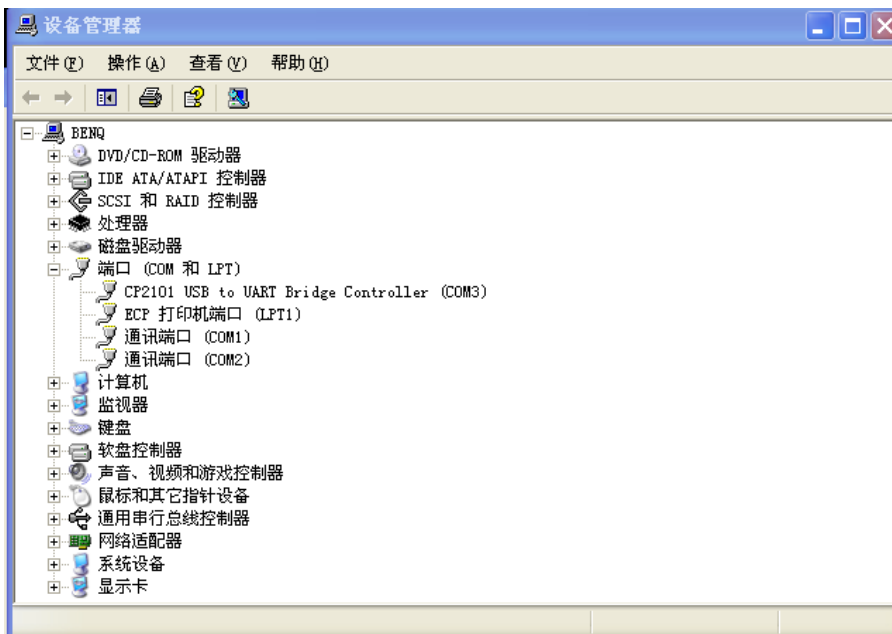 设备管理器
文件(F) 操作(A) 查看(V) 帮助(H)
BENQ
DVD/CD-ROM 驱动器
IDE ATA/ATAPI 控制器
SCSI 和 RAID 控制器
处理器
磁盘驱动器
端口 (COM 和 LPT)
CP2101 USB to UART Bridge Controller (COM3)
ECP 打印机端口 (LPT1)
通讯端口 (COM1)
通讯端口 (COM2)
计算机
监视器
键盘
软盘控制器
声音、视频和游戏控制器
鼠标和其它指针设备
通用串行总线控制器
网络适配器
系统设备
显示卡